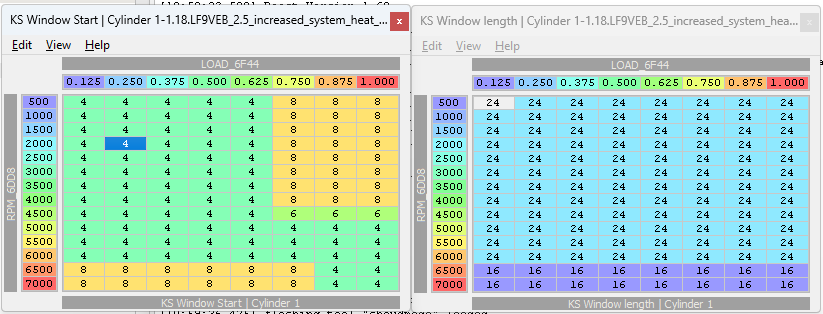 KS Window Start | Cylinder 1-1.18.LF9VEB_2.5_increased_system_heat_... x
Edit View Help
LOAD_6F44
0.125 0.250 0.375 0.500 0.625 0.750 0.875 1.000
RPM_6DD8
500 4 4 4 4 4 8 8 8
1000 4 4 4 4 4 8 8 8
1500 4 4 4 4 4 8 8 8
2000 4 4 4 4 4 8 8 8
2500 4 4 4 4 4 8 8 8
3000 4 4 4 4 4 8 8 8
3500 4 4 4 4 4 8 8 8
4000 4 4 4 4 4 8 8 8
4500 4 4 4 4 4 6 6 6
5000 4 4 4 4 4 4 4 4
5500 4 4 4 4 4 4 4 4
6000 4 4 4 4 4 4 4 4
6500 8 8 8 8 8 8 4 4
7000 8 8 8 8 8 8 4 4
KS Window Start | Cylinder 1
KS Window length | Cylinder 1-1.18.LF9VEB_2.5_increased_system_hea... x
Edit View Help
LOAD_6F44
0.125 0.250 0.375 0.500 0.625 0.750 0.875 1.000
RPM_6DD8
500 24 24 24 24 24 24 24 24
1000 24 24 24 24 24 24 24 24
1500 24 24 24 24 24 24 24 24
2000 24 24 24 24 24 24 24 24
2500 24 24 24 24 24 24 24 24
3000 24 24 24 24 24 24 24 24
3500 24 24 24 24 24 24 24 24
4000 24 24 24 24 24 24 24 24
4500 24 24 24 24 24 24 24 24
5000 24 24 24 24 24 24 24 24
5500 24 24 24 24 24 24 24 24
6000 24 24 24 24 24 24 24 24
6500 16 16 16 16 16 16 16 16
7000 16 16 16 16 16 16 16 16
KS Window length | Cylinder 1